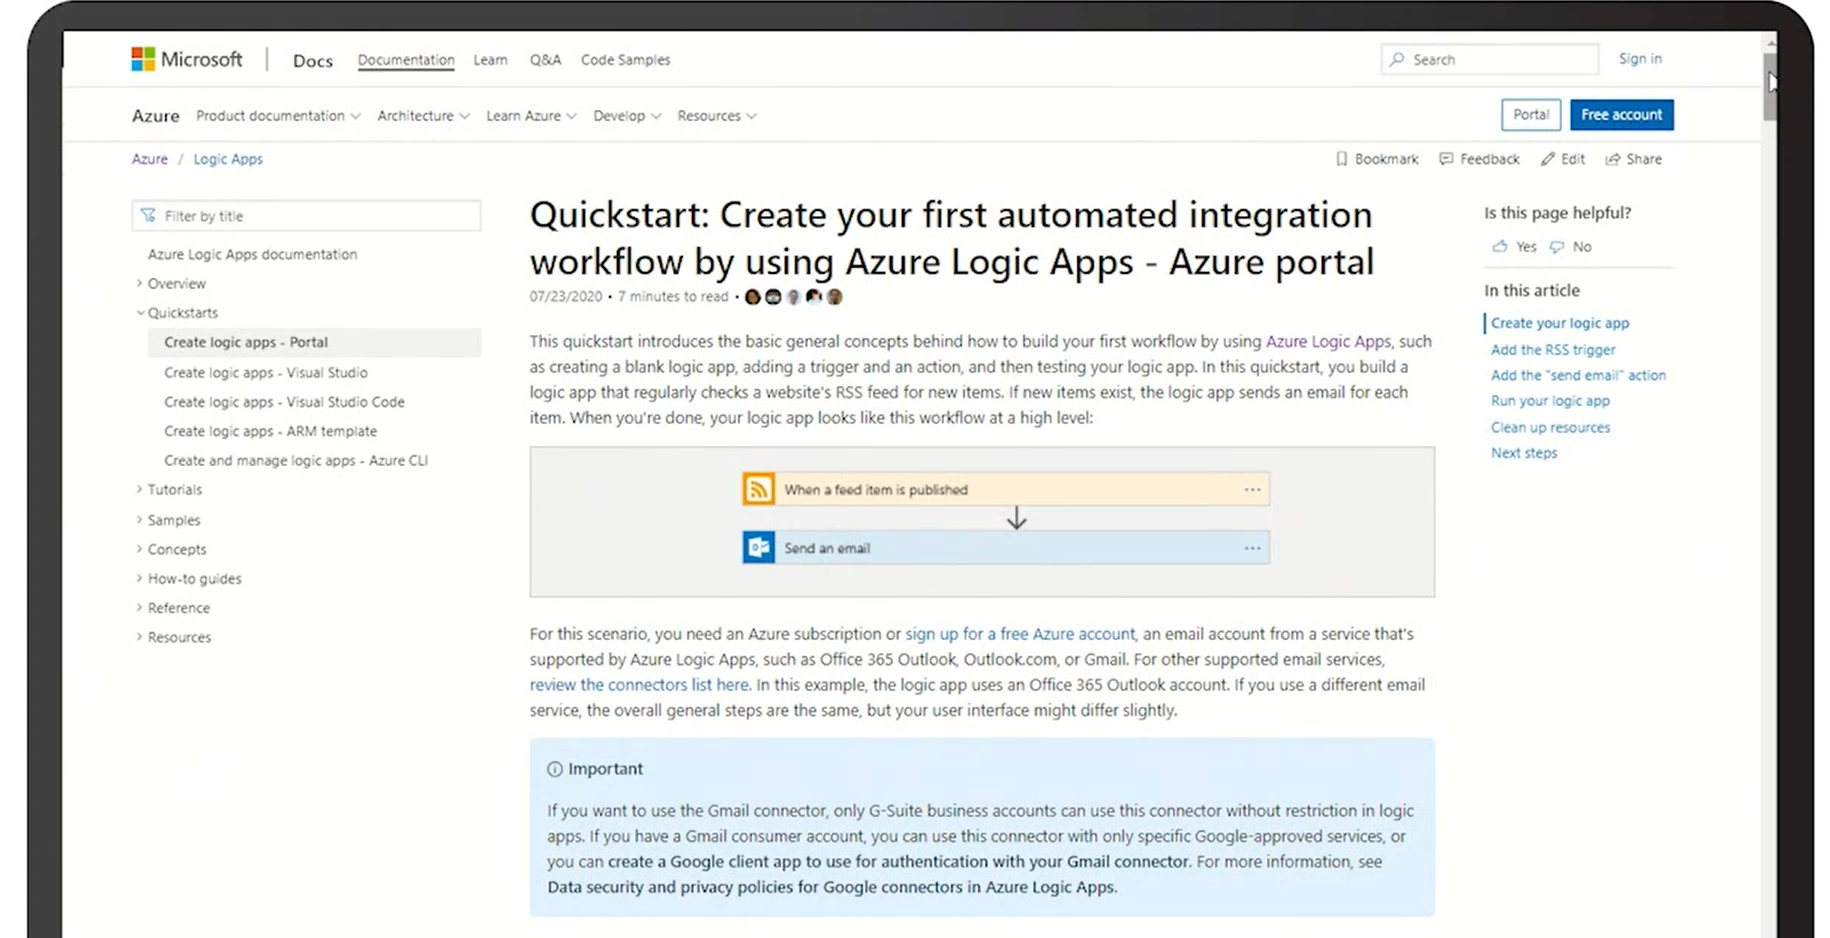 Microsoft | Docs Documentation Learn Q&A Code Samples Search Sign in
Azure Product documentation Architecture Learn Azure Develop Resources Portal Free account
Azure / Logic Apps Bookmark Feedback Edit Share
Filter by title
Azure Logic Apps documentation
Overview
Quickstarts
Create logic apps - Portal
Create logic apps - Visual Studio
Create logic apps - Visual Studio Code
Create logic apps - ARM template
Create and manage logic apps - Azure CLI
Tutorials
Samples
Concepts
How-to guides
Reference
Resources
Quickstart: Create your first automated integration
workflow by using Azure Logic Apps - Azure portal
07/23/2020 • 7 minutes to read •
This quickstart introduces the basic general concepts behind how to build your first workflow by using Azure Logic Apps, such
as creating a blank logic app, adding a trigger and an action, and then testing your logic app. In this quickstart, you build a
logic app that regularly checks a website's RSS feed for new items. If new items exist, the logic app sends an email for each
item. When you're done, your logic app looks like this workflow at a high level:
When a feed item is published ...
Send an email ...
For this scenario, you need an Azure subscription or sign up for a free Azure account, an email account from a service that's
supported by Azure Logic Apps, such as Office 365 Outlook, Outlook.com, or Gmail. For other supported email services,
review the connectors list here. In this example, the logic app uses an Office 365 Outlook account. If you use a different email
service, the overall general steps are the same, but your user interface might differ slightly.
Important
If you want to use the Gmail connector, only G-Suite business accounts can use this connector without restriction in logic
apps. If you have a Gmail consumer account, you can use this connector with only specific Google-approved services, or
you can create a Google client app to use for authentication with your Gmail connector. For more information, see
Data security and privacy policies for Google connectors in Azure Logic Apps.
Is this page helpful?
Yes No
In this article
Create your logic app
Add the RSS trigger
Add the "send email" action
Run your logic app
Clean up resources
Next steps